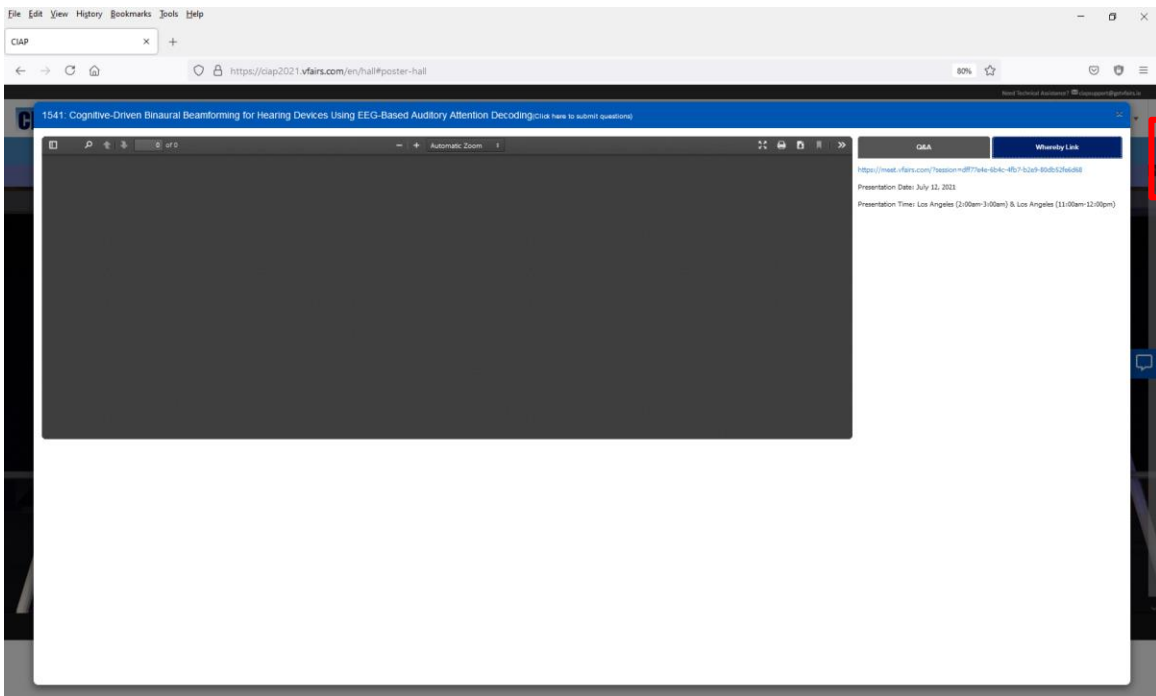 File Edit View History Bookmarks Tools Help
CIAP
https://ciap2021.vfairs.com/en/hall#poster-hall
80%
Need Technical Assistance?
1541: Cognitive-Driven Binaural Beamforming for Hearing Devices Using EEG-Based Auditory Attention Decoding(Click here to submit questions)
0 of 0
Automatic Zoom
Q&A
Whereby Link
Presentation Date: July 12, 2021
Presentation Time: Los Angeles (2:00am-3:00am) & Los Angeles (11:00am-12:00pm)